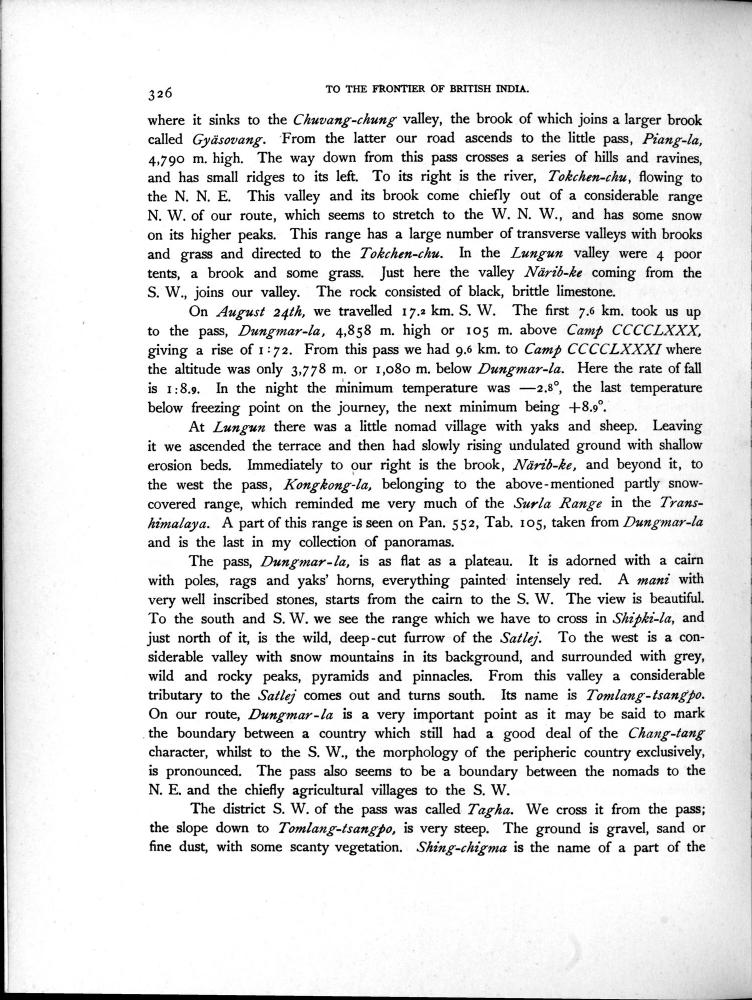 326
TO THE FRONTIER OF BRITISH INDIA.
where it sinks to the Chuvang-chung valley, the brook of which joins a larger brook
called Gyäsovang. From the latter our road ascends to the little pass, Piang-la,
4,790 m. high. The way down from this pass crosses a series of hills and ravines,
and has small ridges to its left. To its right is the river, Tokchen-chu, flowing to
the N. N. E. This valley and its brook come chiefly out of a considerable range
N. W. of our route, which seems to stretch to the W. N. W., and has some snow
on its higher peaks. This range has a large number of transverse valleys with brooks
and grass and directed to the Tokchen-chu. In the Lungun valley were 4 poor
tents, a brook and some grass. Just here the valley Närib-ke coming from the
S. W., joins our valley. The rock consisted of black, brittle limestone.
On August 24th, we travelled 17.2 km. S. W. The first 7.6 km. took us up
to the pass, Dungmar-la, 4,858 m. high or 105 m. above Camp CCCCLXXX,
giving a rise of 1:72. From this pass we had 9.6 km. to Camp CCCCLXXXI where
the altitude was only 3,778 m. or 1,080 m. below Dungmar-la. Here the rate of fall
is 1:8.9. In the night the minimum temperature was —2.8°, the last temperature
below freezing point on the journey, the next minimum being +8.9°.
At Lungun there was a little nomad village with yaks and sheep. Leaving
it we ascended the terrace and then had slowly rising undulated ground with shallow
erosion beds. Immediately to our right is the brook, Närib-ke, and beyond it, to
the west the pass, Kongkong-la, belonging to the above-mentioned partly snow-
covered range, which reminded me very much of the Surla Range in the Trans-
himalaya. A part of this range is seen on Pan. 552, Tab. 105, taken from Dungmar-la
and is the last in my collection of panoramas.
The pass, Dungmar-la, is as flat as a plateau. It is adorned with a cairn
with poles, rags and yaks' horns, everything painted intensely red. A mani with
very well inscribed stones, starts from the cairn to the S. W. The view is beautiful.
To the south and S. W. we see the range which we have to cross in Shipki-la, and
just north of it, is the wild, deep-cut furrow of the Satlej. To the west is a con-
siderable valley with snow mountains in its background, and surrounded with grey,
wild and rocky peaks, pyramids and pinnacles. From this valley a considerable
tributary to the Satlej comes out and turns south. Its name is Tomlang-tsangpo.
On our route, Dungmar-la is a very important point as it may be said to mark
the boundary between a country which still had a good deal of the Chang-tang
character, whilst to the S. W., the morphology of the peripheric country exclusively,
is pronounced. The pass also seems to be a boundary between the nomads to the
N. E. and the chiefly agricultural villages to the S. W.
The district S. W. of the pass was called Tagha. We cross it from the pass;
the slope down to Tomlang-tsangpo, is very steep. The ground is gravel, sand or
fine dust, with some scanty vegetation. Shing-chigma is the name of a part of the